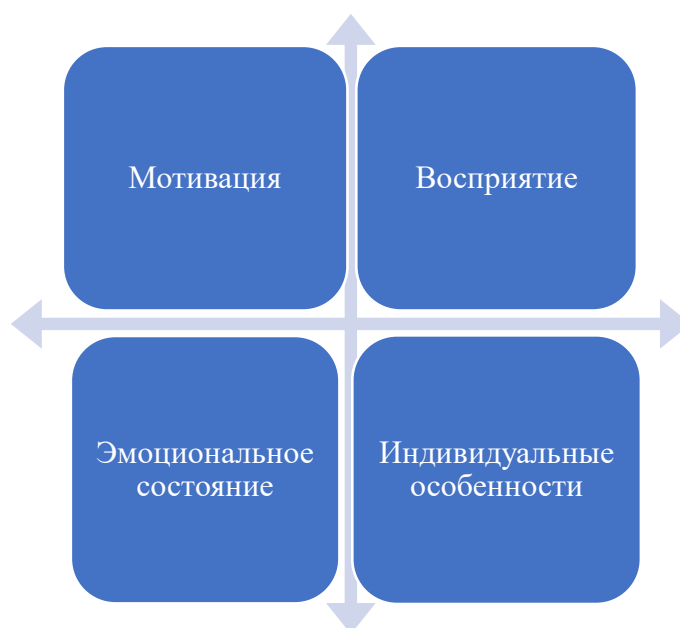 Мотивация
Восприятие
Эмоциональное
состояние
Индивидуальные
особенности